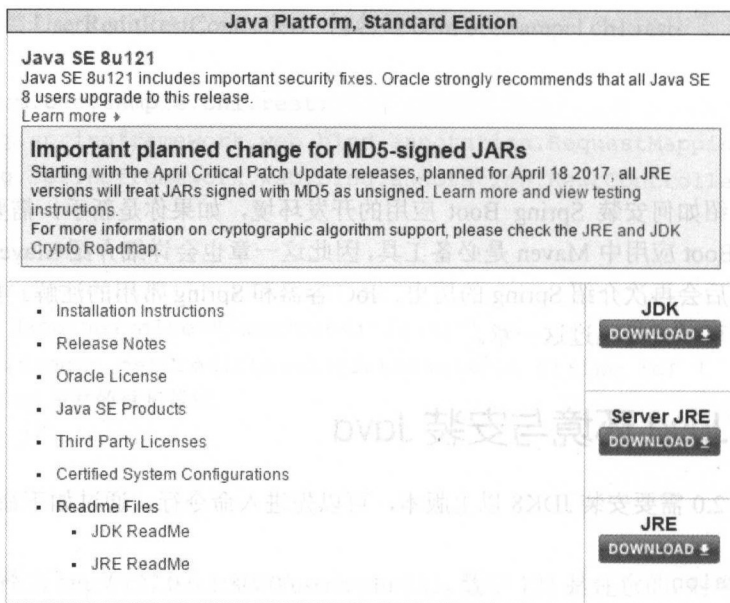 Java Platform, Standard Edition
Java SE 8u121
Java SE 8u121 includes important security fixes. Oracle strongly recommends that all Java SE
8 users upgrade to this release.
Learn more
Important planned change for MD5-signed JARs
Starting with the April Critical Patch Update releases, planned for April 18 2017, all JRE
versions will treat JARs signed with MD5 as unsigned. Learn more and view testing
instructions.
For more information on cryptographic algorithm support, please check the JRE and JDK
Crypto Roadmap.
Installation Instructions
Release Notes
Oracle License
Java SE Products
Third Party Licenses
Certified System Configurations
Readme Files
JDK ReadMe
JRE ReadMe
JDK
DOWNLOAD
Server JRE
DOWNLOAD
JRE
DOWNLOAD